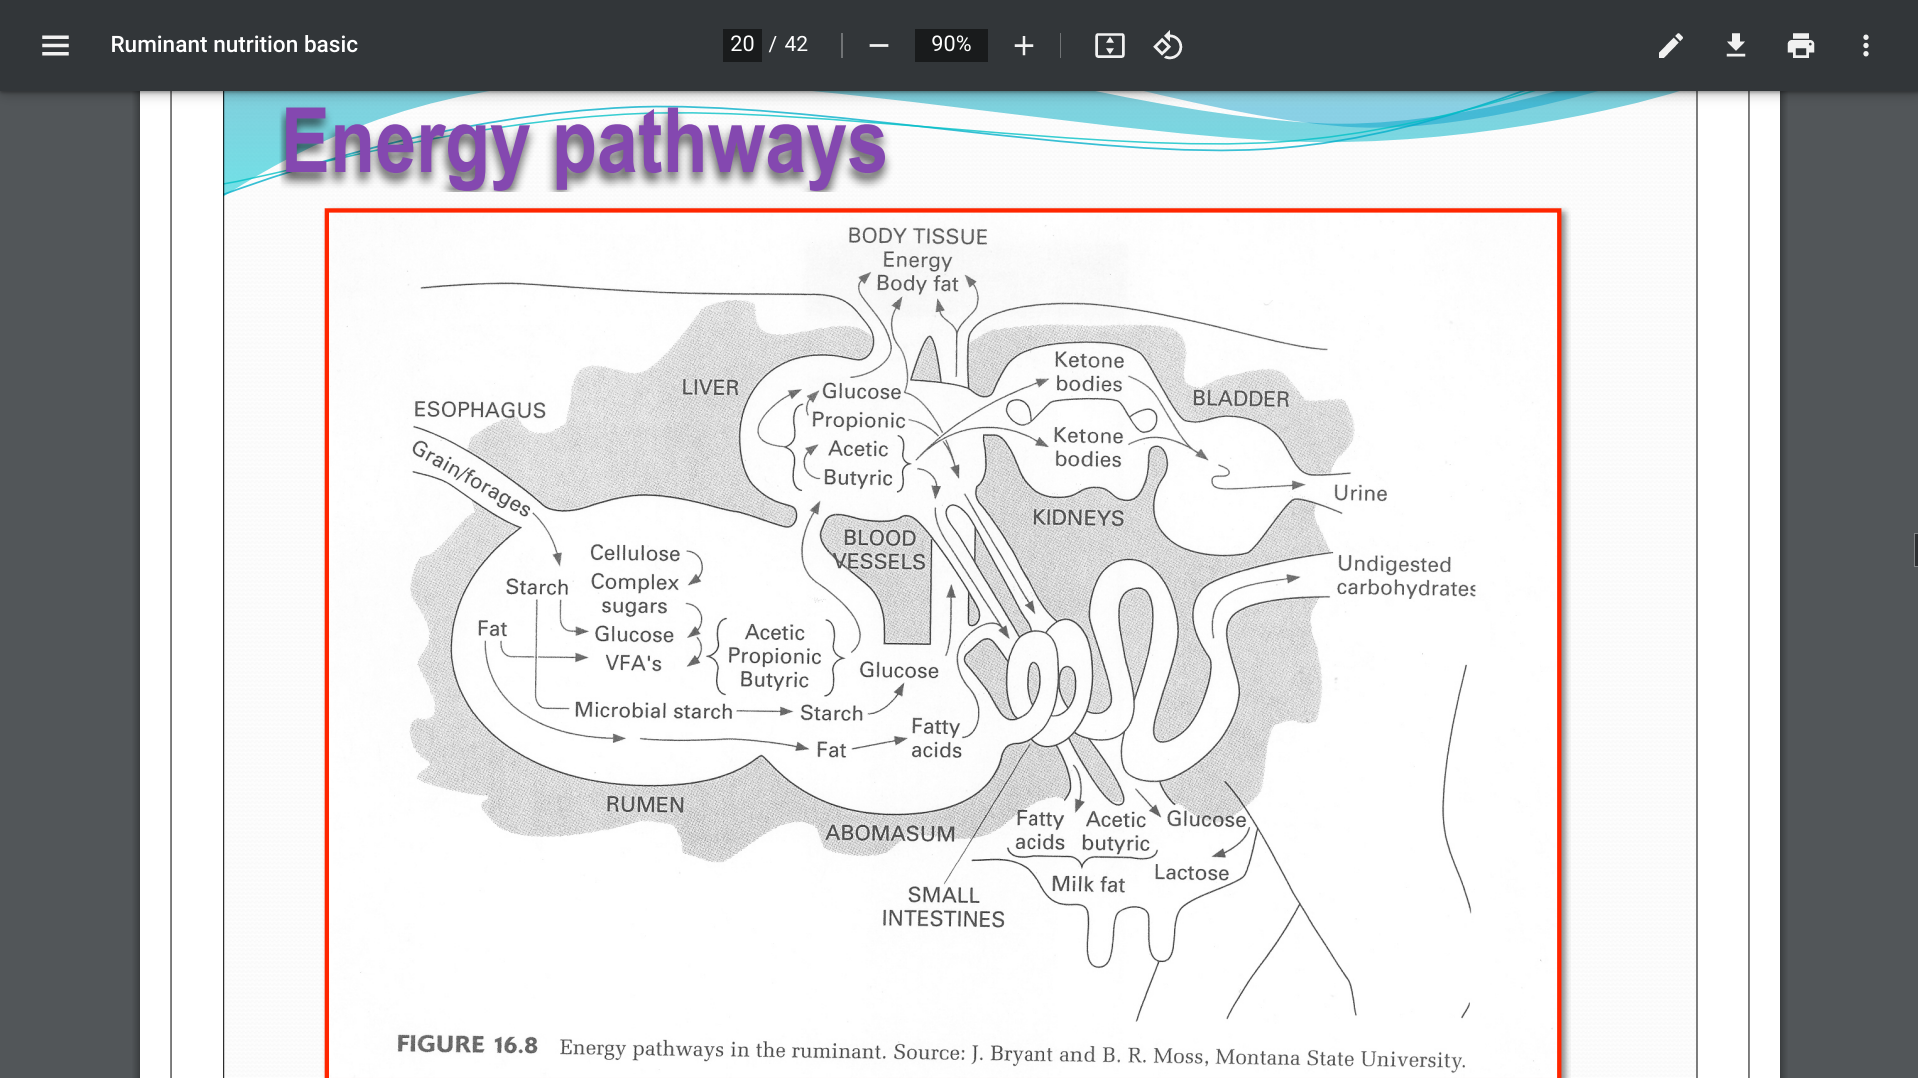 Ruminant nutrition basic
20 / 42
90%
Energy pathways
BODY TISSUE
Energy
Body fat
LIVER
ESOPHAGUS
Grain/forages
Glucose
Propionic
Acetic
Butyric
Ketone
bodies
Ketone
bodies
BLADDER
Urine
KIDNEYS
BLOOD
VESSELS
Undigested
carbohydrates
Cellulose
Complex
sugars
Starch
Glucose
Fat
VFA's
Acetic
Propionic
Butyric
Glucose
Microbial starch
Starch
Fat
Fatty
acids
RUMEN
ABOMASUM
SMALL
INTESTINES
Fatty
acids
Acetic
butyric
Glucose
Milk fat
Lactose
FIGURE 16.8 Energy pathways in the ruminant. Source: J. Bryant and B. R. Moss, Montana State University.